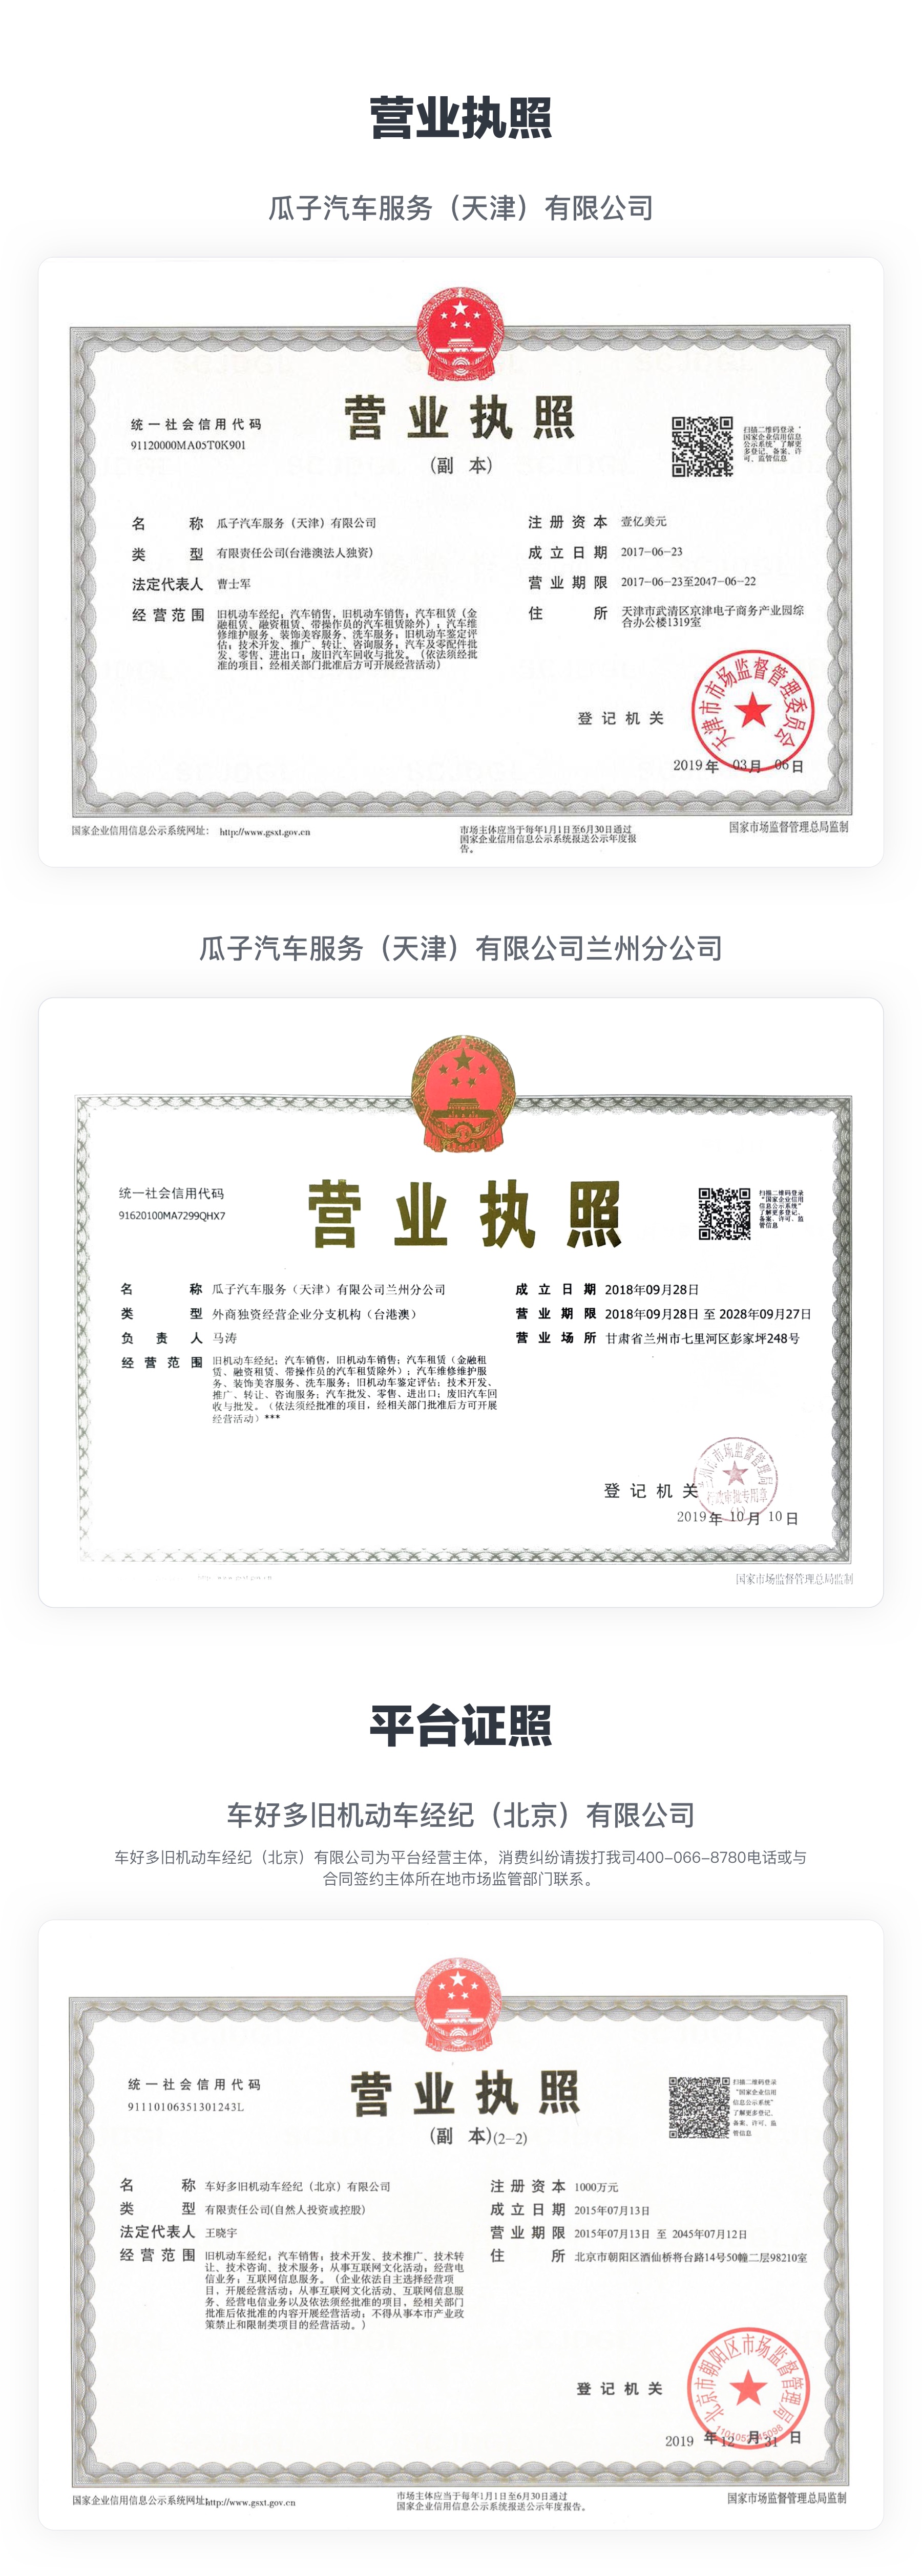 营业执照
瓜子汽车服务（天津）有限公司
统一社会信用代码
91120000MA05T0K901
营业执照
（副 本）
扫描二维码登录“
国家企业信用信息
公示系统”了解更
多登记、备案、许
可、监管信息
名 称 瓜子汽车服务（天津）有限公司
类 型 有限责任公司(台港澳法人独资)
法定代表人 曹士军
经营范围 旧机动车经纪；汽车销售，旧机动车销售；汽车租赁（金
融租赁、融资租赁、带操作员的汽车租赁除外）；汽车维
修维护服务、装饰美容服务、洗车服务；旧机动车鉴定评
估；技术开发、推广、转让、咨询服务；汽车及零配件批
发、零售、进出口；废旧汽车回收与批发。（依法须经批
准的项目，经相关部门批准后方可开展经营活动）
注册资本 壹亿美元
成立日期 2017-06-23
营业期限 2017-06-23至2047-06-22
住 所 天津市武清区京津电子商务产业园综
合办公楼1319室
登记机关
天津市市场监督管理委员会
2019年 03月 06日
国家企业信用信息公示系统网址： http://www.gsxt.gov.cn
市场主体应当于每年1月1日至6月30日通过
国家企业信用信息公示系统报送公示年度报
告。
国家市场监督管理总局监制
瓜子汽车服务（天津）有限公司兰州分公司
统一社会信用代码
91620100MA7299QHX7
营业执照
扫描二维码登录
“国家企业信用
信息公示系统”
了解更多登记、
备案、许可、监
管信息
名 称 瓜子汽车服务（天津）有限公司兰州分公司
类 型 外商独资经营企业分支机构（台港澳）
负 责 人 马涛
经营范围 旧机动车经纪；汽车销售，旧机动车销售；汽车租赁（金融租
赁、融资租赁、带操作员的汽车租赁除外）；汽车维修维护服
务、装饰美容服务、洗车服务；旧机动车鉴定评估；技术开发、
推广、转让、咨询服务；汽车批发、零售、进出口；废旧汽车回
收与批发。（依法须经批准的项目，经相关部门批准后方可开展
经营活动）***
成立日期 2018年09月28日
营业期限 2018年09月28日 至 2028年09月27日
营业场所 甘肃省兰州市七里河区彭家坪248号
登记机关
州市场监督管理局
行政审批专用章
(1)
2019年 10月 10日
http://www.gsxt.gov.cn
国家市场监督管理总局监制
平台证照
车好多旧机动车经纪（北京）有限公司
车好多旧机动车经纪（北京）有限公司为平台经营主体，消费纠纷请拨打我司400-066-8780电话或与
合同签约主体所在地市场监管部门联系。
统一社会信用代码
91110106351301243L
营业执照
（副 本）(2-2)
扫描二维码登录
“国家企业信用
信息公示系统”
了解更多登记、
备案、许可、监
管信息
名 称 车好多旧机动车经纪（北京）有限公司
类 型 有限责任公司(自然人投资或控股)
法定代表人 王晓宇
经营范围 旧机动车经纪；汽车销售；技术开发、技术推广、技术转
让、技术咨询、技术服务；从事互联网文化活动；经营电
信业务；互联网信息服务。（企业依法自主选择经营项
目，开展经营活动；从事互联网文化活动、互联网信息服
务、经营电信业务以及依法须经批准的项目，经相关部门
批准后依批准的内容开展经营活动；不得从事本市产业政
策禁止和限制类项目的经营活动。）
注册资本 1000万元
成立日期 2015年07月13日
营业期限 2015年07月13日 至 2045年07月12日
住 所 北京市朝阳区酒仙桥将台路14号50幢二层98210室
登记机关
北京市朝阳区市场监督管理局
2019 年 12 月 31 日
国家企业信用信息公示系统网址：http://www.gsxt.gov.cn
市场主体应当于每年1月1日至6月30日通过
国家企业信用信息公示系统报送公示年度报告。
国家市场监督管理总局监制